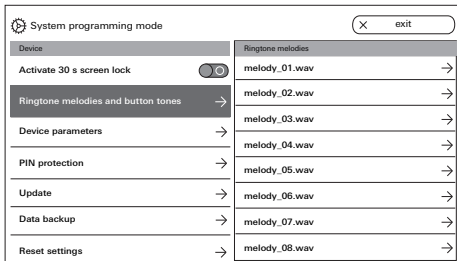 System programming mode
× exit
Device
Activate 30 s screen lock
Ringtone melodies and button tones
Device parameters
PIN protection
Update
Data backup
Reset settings
Ringtone melodies
melody_01.wav
melody_02.wav
melody_03.wav
melody_04.wav
melody_05.wav
melody_06.wav
melody_07.wav
melody_08.wav